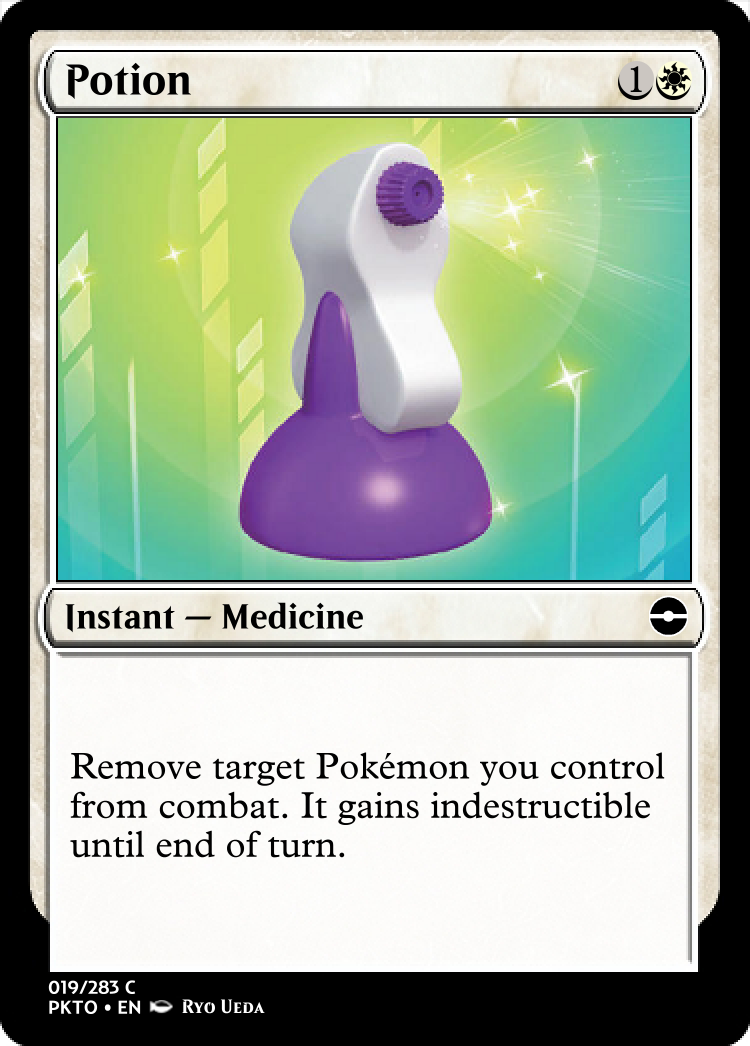 Potion 1
Instant — Medicine
Remove target Pokémon you control
from combat. It gains indestructible
until end of turn.
019/283 C
PKTO • EN Ryo Ueda